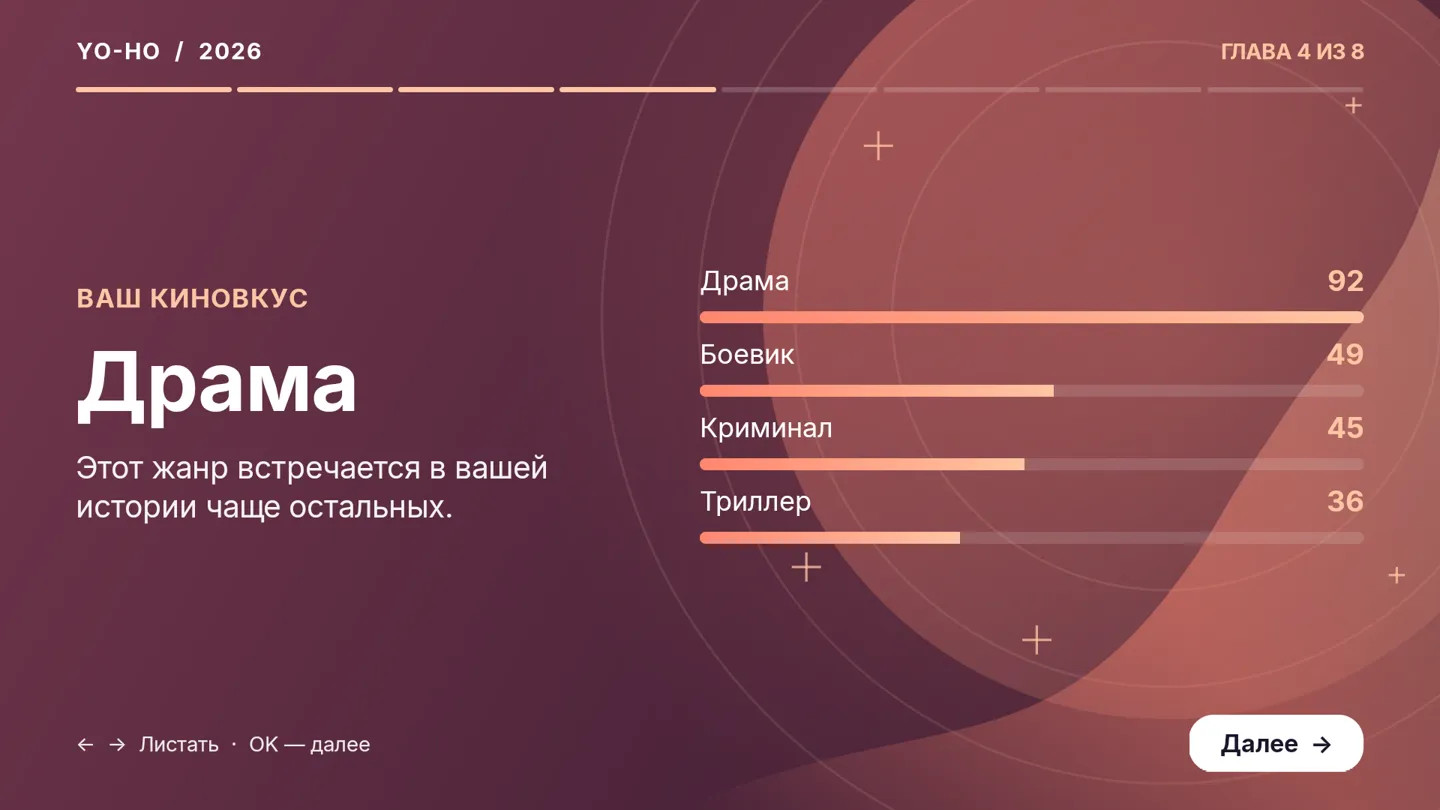 YO-HO / 2026
ГЛАВА 4 ИЗ 8
ВАШ КИНОВКУС
Драма
Этот жанр встречается в вашей
истории чаще остальных.
Драма 92
Боевик 49
Криминал 45
Триллер 36
← → Листать · OK — далее
Далее →